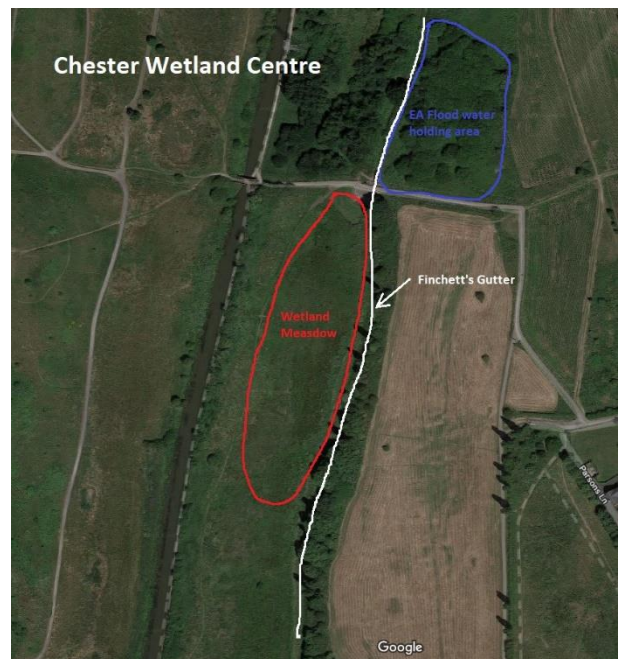 Chester Wetland Centre
EA Flood water
holding area
Finchett's Gutter
Wetland
Measdow
Parsons Ln
Google